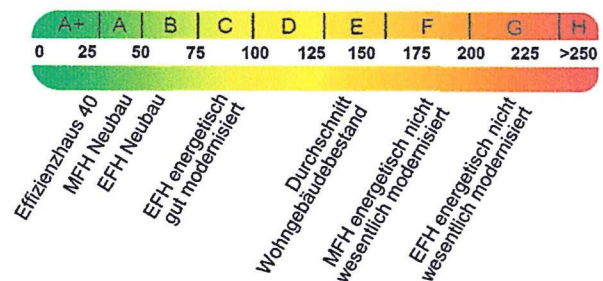 A+ A B C D E F G H
0 25 50 75 100 125 150 175 200 225 >250
Effizienzhaus 40
MFH Neubau
EFH Neubau
EFH energetisch
gut modernisiert
Durchschnitt
Wohngebäudebestand
MFH energetisch nicht
wesentlich modernisiert
EFH energetisch nicht
wesentlich modernisiert